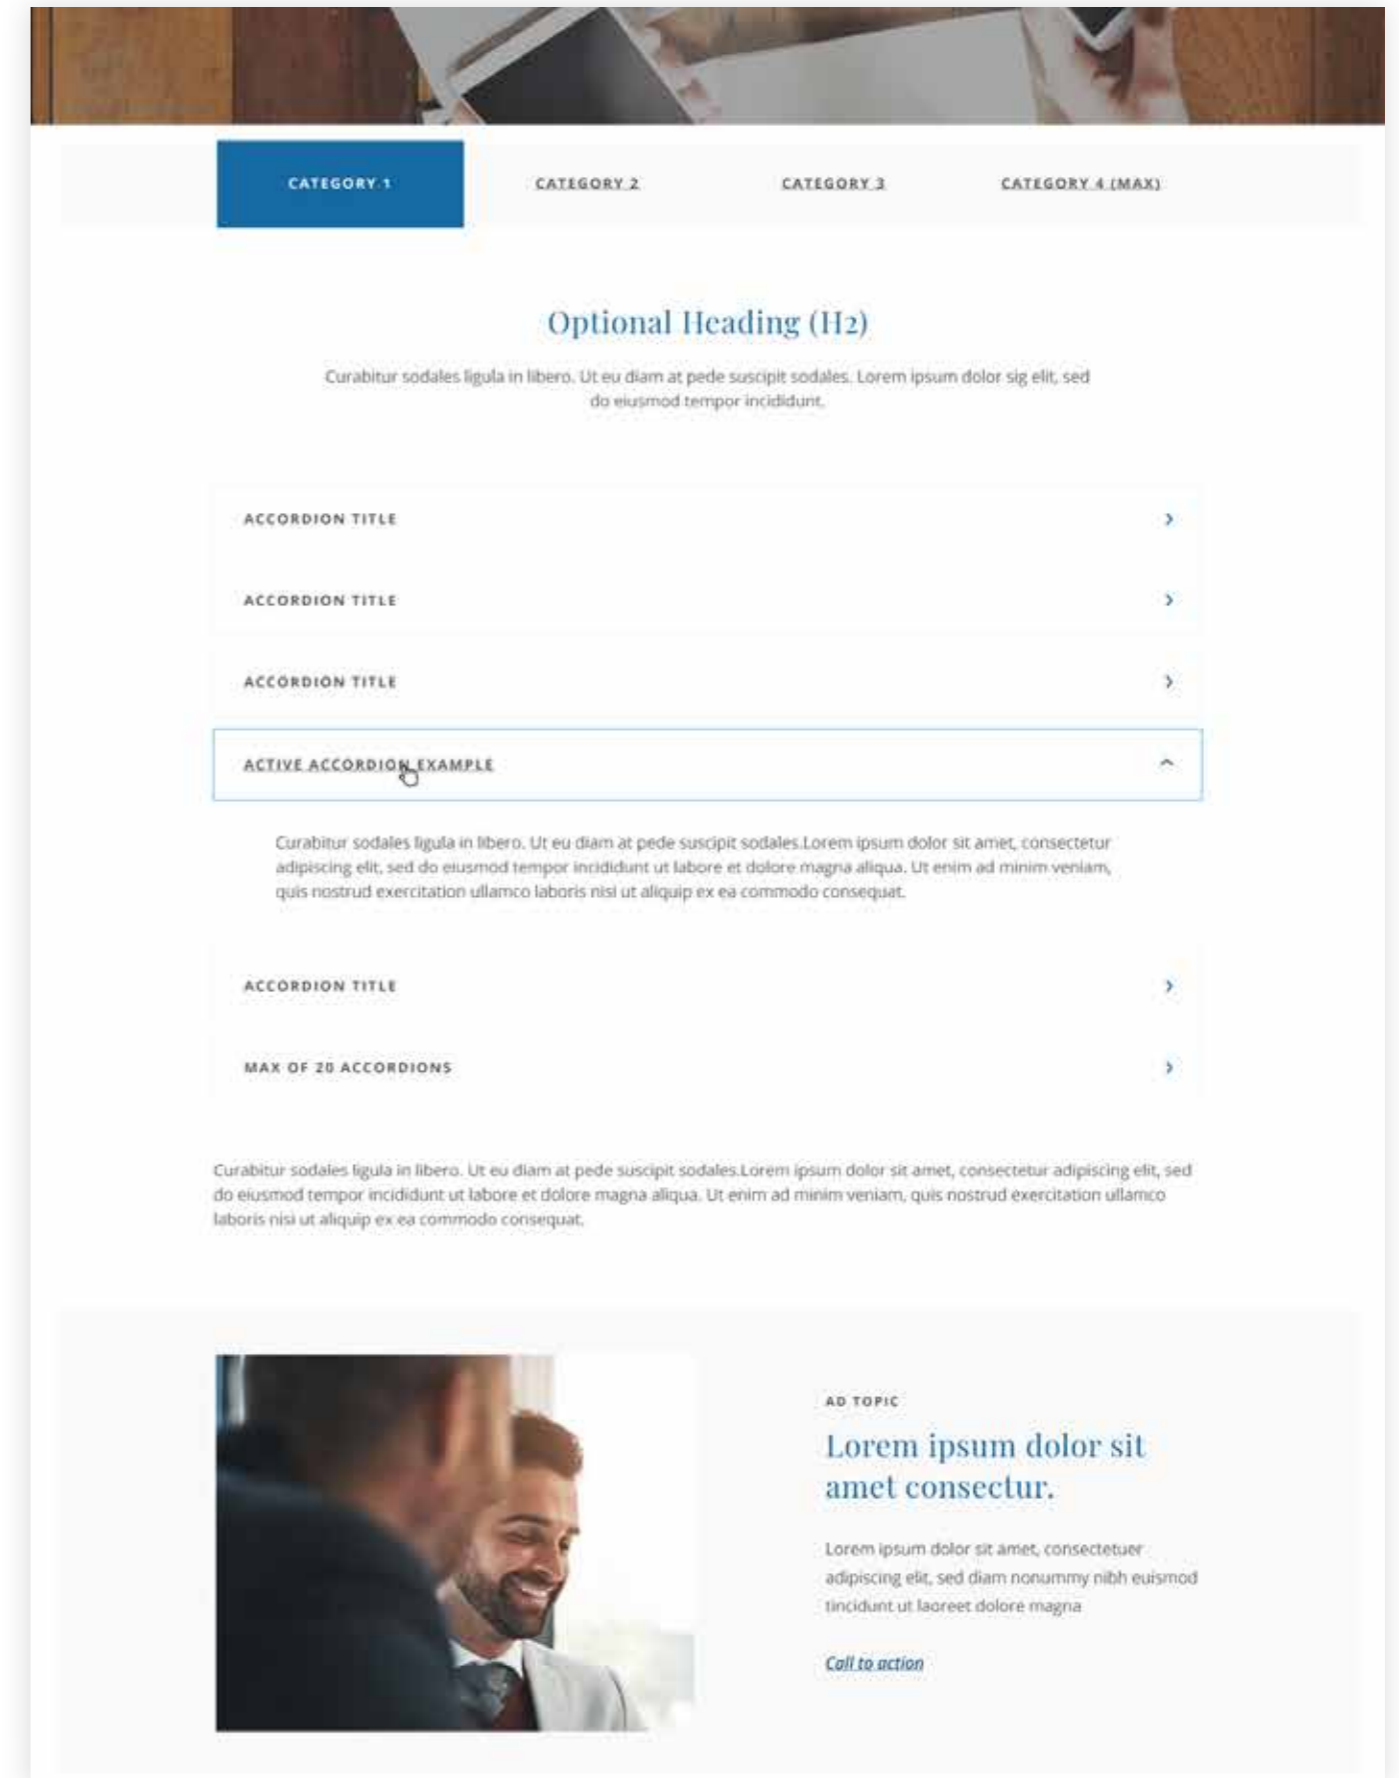 CATEGORY 1
CATEGORY 2
CATEGORY 3
CATEGORY 4 (MAX)
Optional Heading (H2)
Curabitur sodales ligula in libero. Ut eu diam at pede suscipit sodales. Lorem ipsum dolor sig elit, sed
do eiusmod tempor incididunt.
ACCORDION TITLE
ACCORDION TITLE
ACCORDION TITLE
ACTIVE ACCORDION EXAMPLE
Curabitur sodales ligula in libero. Ut eu diam at pede suscipit sodales.Lorem ipsum dolor sit amet, consectetur
adipiscing elit, sed do eiusmod tempor incididunt ut labore et dolore magna aliqua. Ut enim ad minim veniam,
quis nostrud exercitation ullamco laboris nisi ut aliquip ex ea commodo consequat.
ACCORDION TITLE
MAX OF 20 ACCORDIONS
Curabitur sodales ligula in libero. Ut eu diam at pede suscipit sodales.Lorem ipsum dolor sit amet, consectetur adipiscing elit, sed
do eiusmod tempor incididunt ut labore et dolore magna aliqua. Ut enim ad minim veniam, quis nostrud exercitation ullamco
laboris nisi ut aliquip ex ea commodo consequat.
AD TOPIC
Lorem ipsum dolor sit
amet consectur.
Lorem ipsum dolor sit amet, consectetuer
adipiscing elit, sed diam nonummy nibh euismod
tincidunt ut laoreet dolore magna
Call to action